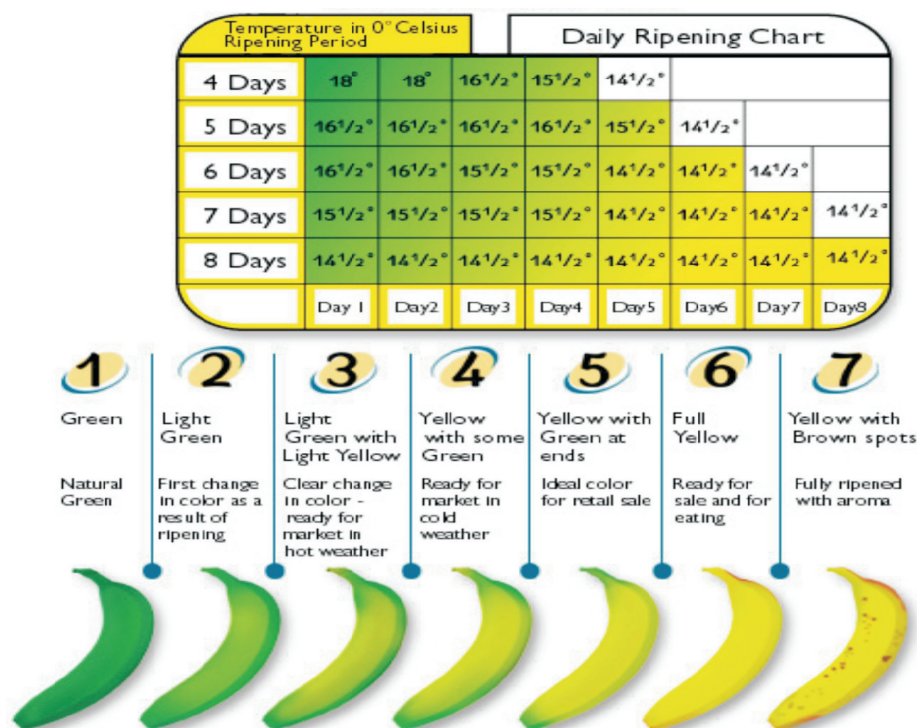 Temperature in 0° Celsius
Ripening Period
Daily Ripening Chart
4 Days 18° 18° 16 1/2° 15 1/2° 14 1/2°
5 Days 16 1/2° 16 1/2° 16 1/2° 16 1/2° 15 1/2° 14 1/2°
6 Days 16 1/2° 16 1/2° 15 1/2° 15 1/2° 14 1/2° 14 1/2° 14 1/2°
7 Days 15 1/2° 15 1/2° 15 1/2° 15 1/2° 14 1/2° 14 1/2° 14 1/2° 14 1/2°
8 Days 14 1/2° 14 1/2° 14 1/2° 14 1/2° 14 1/2° 14 1/2° 14 1/2° 14 1/2°
Day 1 Day2 Day3 Day4 Day5 Day6 Day7 Day8
1
Green
Natural
Green
2
Light
Green
First change
in color as a
result of
ripening
3
Light
Green with
Light Yellow
Clear change
in color -
ready for
market in
hot weather
4
Yellow
with some
Green
Ready for
market in
cold
weather
5
Yellow with
Green at
ends
Ideal color
for retail sale
6
Full
Yellow
Ready for
sale and for
eating
7
Yellow with
Brown spots
Fully ripened
with aroma